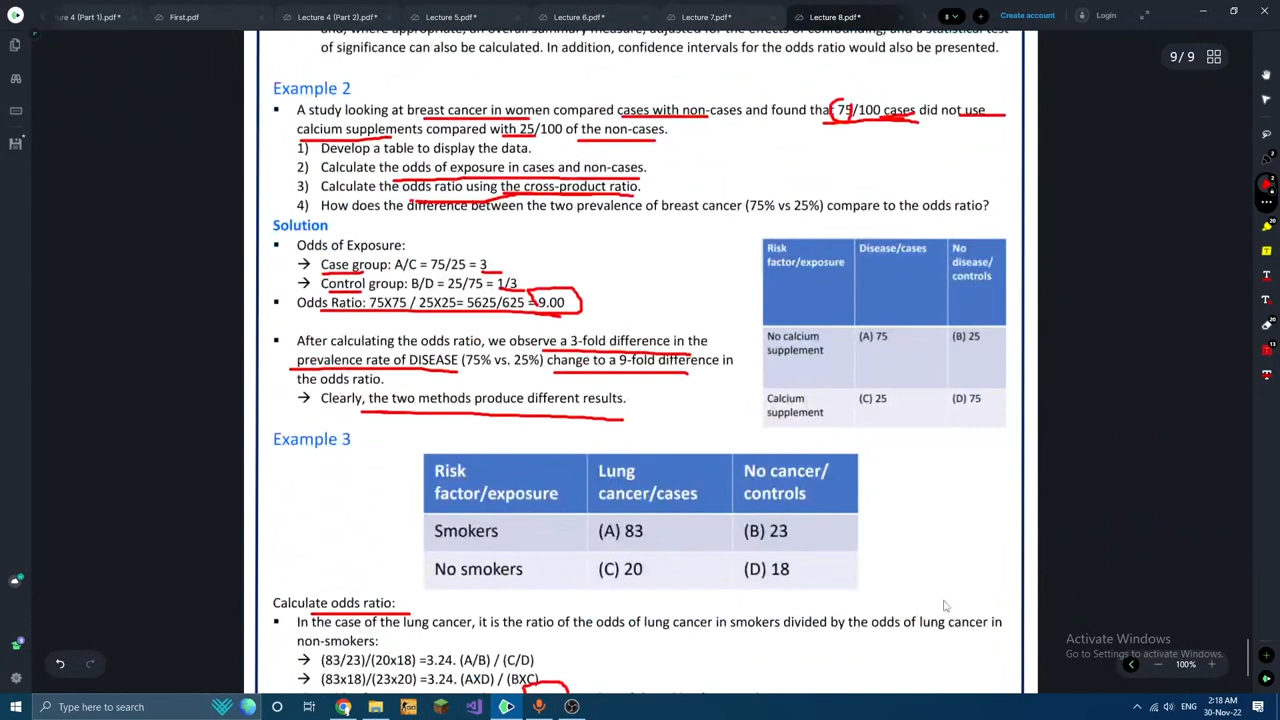 4 (Part 1).pdf*
First.pdf
Lecture 4 (Part 2).pdf*
Lecture 5.pdf*
Lecture 6.pdf*
Lecture 7.pdf*
Lecture 8.pdf*
8
Create account
Login
9/9
of significance can also be calculated. In addition, confidence intervals for the odds ratio would also be presented.
Example 2
A study looking at breast cancer in women compared cases with non-cases and found that 75/100 cases did not use
calcium supplements compared with 25/100 of the non-cases.
1) Develop a table to display the data.
2) Calculate the odds of exposure in cases and non-cases.
3) Calculate the odds ratio using the cross-product ratio.
4) How does the difference between the two prevalence of breast cancer (75% vs 25%) compare to the odds ratio?
Solution
Odds of Exposure:
→ Case group: A/C = 75/25 = 3
→ Control group: B/D = 25/75 = 1/3
Odds Ratio: 75X75 / 25X25= 5625/625 = 9.00
After calculating the odds ratio, we observe a 3-fold difference in the
prevalence rate of DISEASE (75% vs. 25%) change to a 9-fold difference in
the odds ratio.
→ Clearly, the two methods produce different results.
Risk factor/exposure
Disease/cases
No disease/ controls
No calcium supplement
(A) 75
(B) 25
Calcium supplement
(C) 25
(D) 75
Example 3
Risk factor/exposure
Lung cancer/cases
No cancer/ controls
Smokers
(A) 83
(B) 23
No smokers
(C) 20
(D) 18
Calculate odds ratio:
In the case of the lung cancer, it is the ratio of the odds of lung cancer in smokers divided by the odds of lung cancer in
non-smokers:
→ (83/23)/(20x18) =3.24. (A/B) / (C/D)
→ (83x18)/(23x20) =3.24. (AXD) / (BXC)
Activate Windows
Go to Settings to activate Windows.
100%
Type here to search
ENG
2:18 AM
30-Nov-22